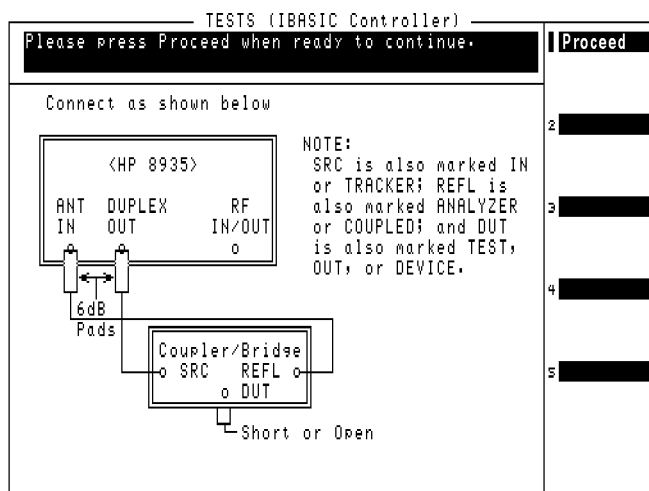 TESTS (IBASIC Controller)
Please press Proceed when ready to continue.
1 Proceed
2
3
4
5
Connect as shown below
<HP 8935>
ANT DUPLEX RF
IN OUT IN/OUT
6dB
Pads
Coupler/Bridge
SRC REFL
DUT
Short or Open
NOTE:
SRC is also marked IN
or TRACKER; REFL is
also marked ANALYZER
or COUPLED; and DUT
is also marked TEST,
OUT, or DEVICE.